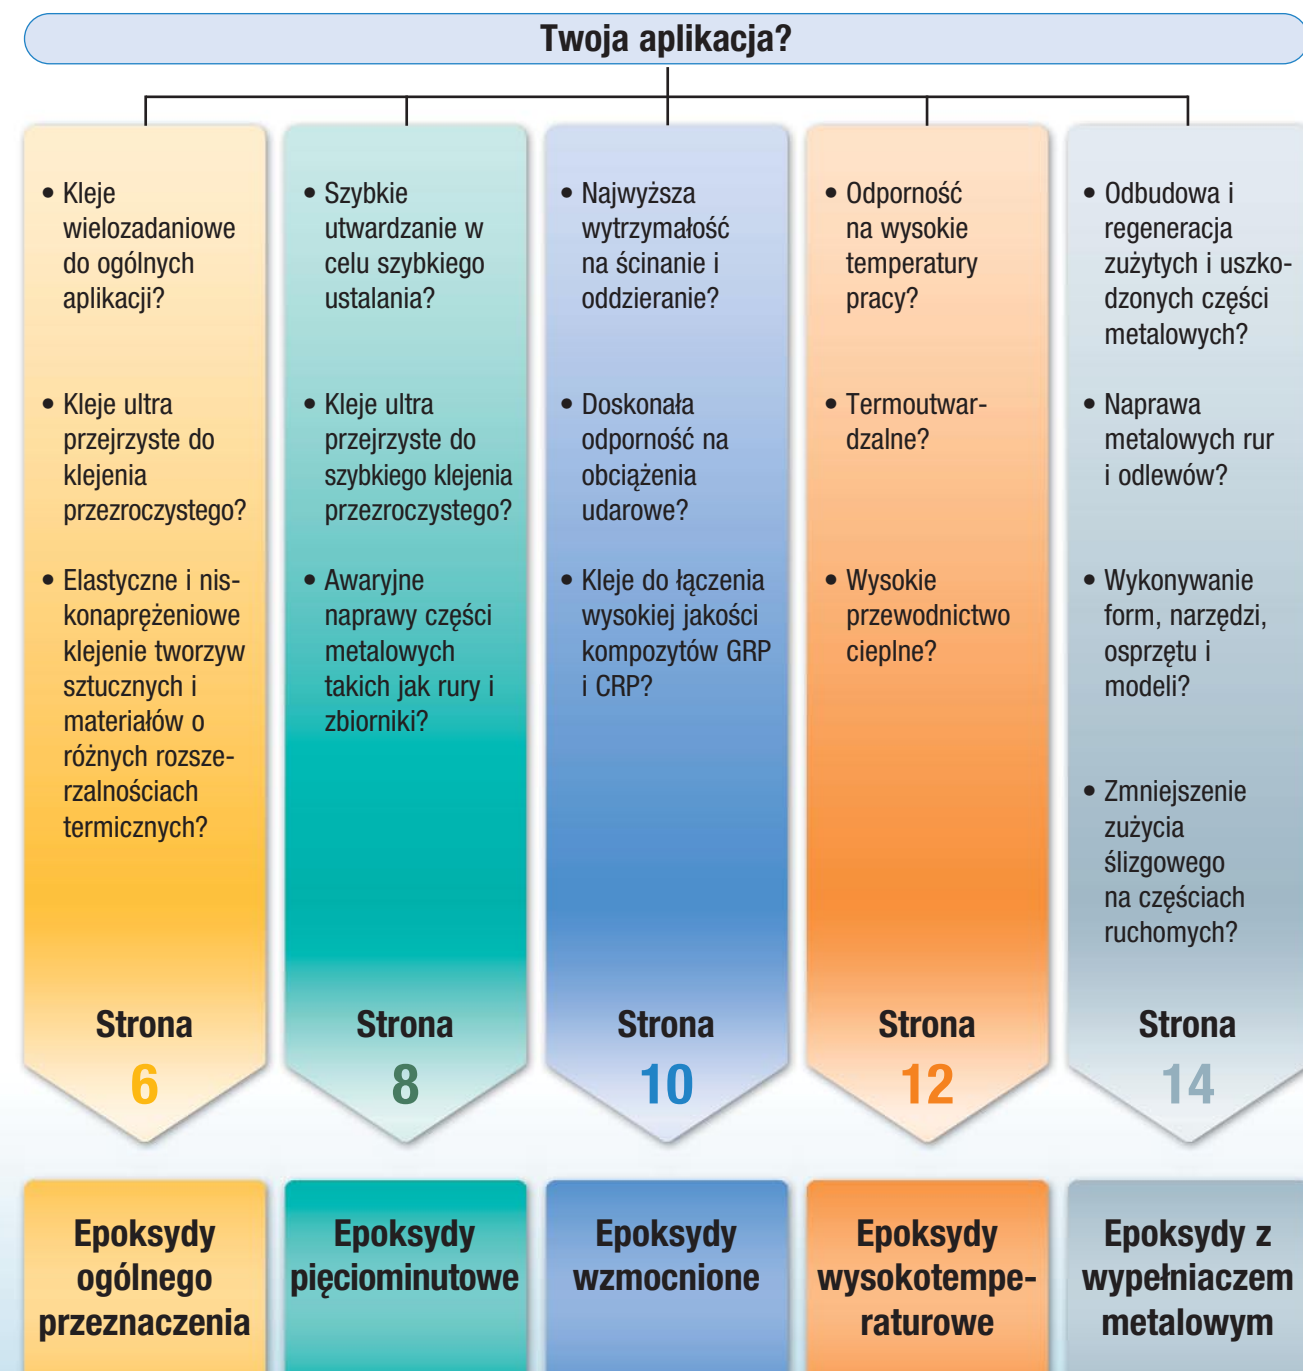 Twoja aplikacja?
• Kleje
wielozadaniowe
do ogólnych
aplikacji?
• Kleje ultra
przejrzyste do
klejenia
przezroczystego?
• Elastyczne i nis-
konaprężeniowe
klejenie tworzyw
sztucznych i
materiałów o
różnych rozsze-
rzalnościach
termicznych?
Strona
6
Epoksydy
ogólnego
przeznaczenia
• Szybkie
utwardzanie w
celu szybkiego
ustalania?
• Kleje ultra
przejrzyste do
szybkiego klejenia
przezroczystego?
• Awaryjne
naprawy części
metalowych
takich jak rury i
zbiorniki?
Strona
8
Epoksydy
pięciominutowe
• Najwyższa
wytrzymałość
na ścinanie i
oddzieranie?
• Doskonała
odporność na
obciążenia
udarowe?
• Kleje do łączenia
wysokiej jakości
kompozytów GRP
i CRP?
Strona
10
Epoksydy
wzmocnione
• Odporność
na wysokie
temperatury
pracy?
• Termoutwar-
dzalne?
• Wysokie
przewodnictwo
cieplne?
Strona
12
Epoksydy
wysokotempe-
raturowe
• Odbudowa i
regeneracja
zużytych i uszko-
dzonych części
metalowych?
• Naprawa
metalowych rur
i odlewów?
• Wykonywanie
form, narzędzi,
osprzętu i
modeli?
• Zmniejszenie
zużycia
ślizgowego
na częściach
ruchomych?
Strona
14
Epoksydy z
wypełniaczem
metalowym